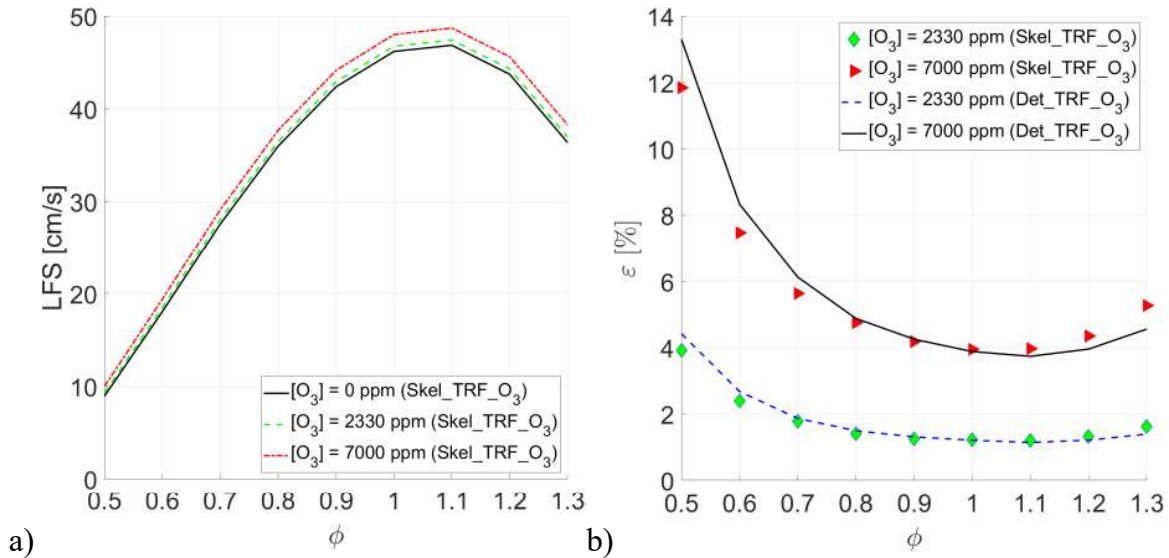 50
40
30
20
10
0
LFS [cm/s]
[O₃] = 0 ppm (Skel_TRF_O₃)
[O₃] = 2330 ppm (Skel_TRF_O₃)
[O₃] = 7000 ppm (Skel_TRF_O₃)
0.5 0.6 0.7 0.8 0.9 1 1.1 1.2 1.3
ϕ
a)
14
12
10
8
6
4
2
0
ε [%]
[O₃] = 2330 ppm (Skel_TRF_O₃)
[O₃] = 7000 ppm (Skel_TRF_O₃)
[O₃] = 2330 ppm (Det_TRF_O₃)
[O₃] = 7000 ppm (Det_TRF_O₃)
0.5 0.6 0.7 0.8 0.9 1 1.1 1.2 1.3
ϕ
b)